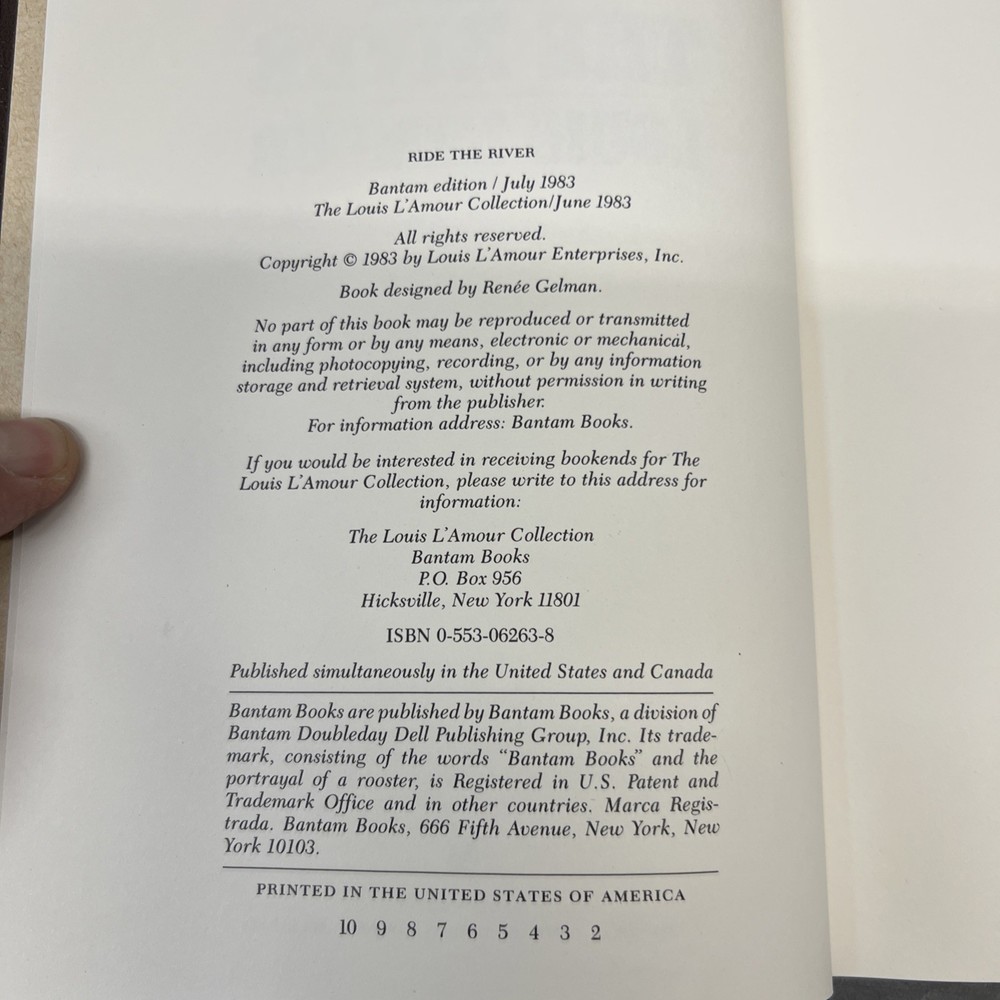 RIDE THE RIVER
Bantam edition / July 1983
The Louis L'Amour Collection/June 1983
All rights reserved.
Copyright © 1983 by Louis L'Amour Enterprises, Inc.
Book designed by Renée Gelman.
No part of this book may be reproduced or transmitted
in any form or by any means, electronic or mechanical,
including photocopying, recording, or by any information
storage and retrieval system, without permission in writing
from the publisher.
For information address: Bantam Books.
If you would be interested in receiving bookends for The
Louis L'Amour Collection, please write to this address for
information:
The Louis L'Amour Collection
Bantam Books
P.O. Box 956
Hicksville, New York 11801
ISBN 0-553-06263-8
Published simultaneously in the United States and Canada
Bantam Books are published by Bantam Books, a division of
Bantam Doubleday Dell Publishing Group, Inc. Its trade-
mark, consisting of the words "Bantam Books" and the
portrayal of a rooster, is Registered in U.S. Patent and
Trademark Office and in other countries. Marca Regis-
trada. Bantam Books, 666 Fifth Avenue, New York, New
York 10103.
PRINTED IN THE UNITED STATES OF AMERICA
10 9 8 7 6 5 4 3 2